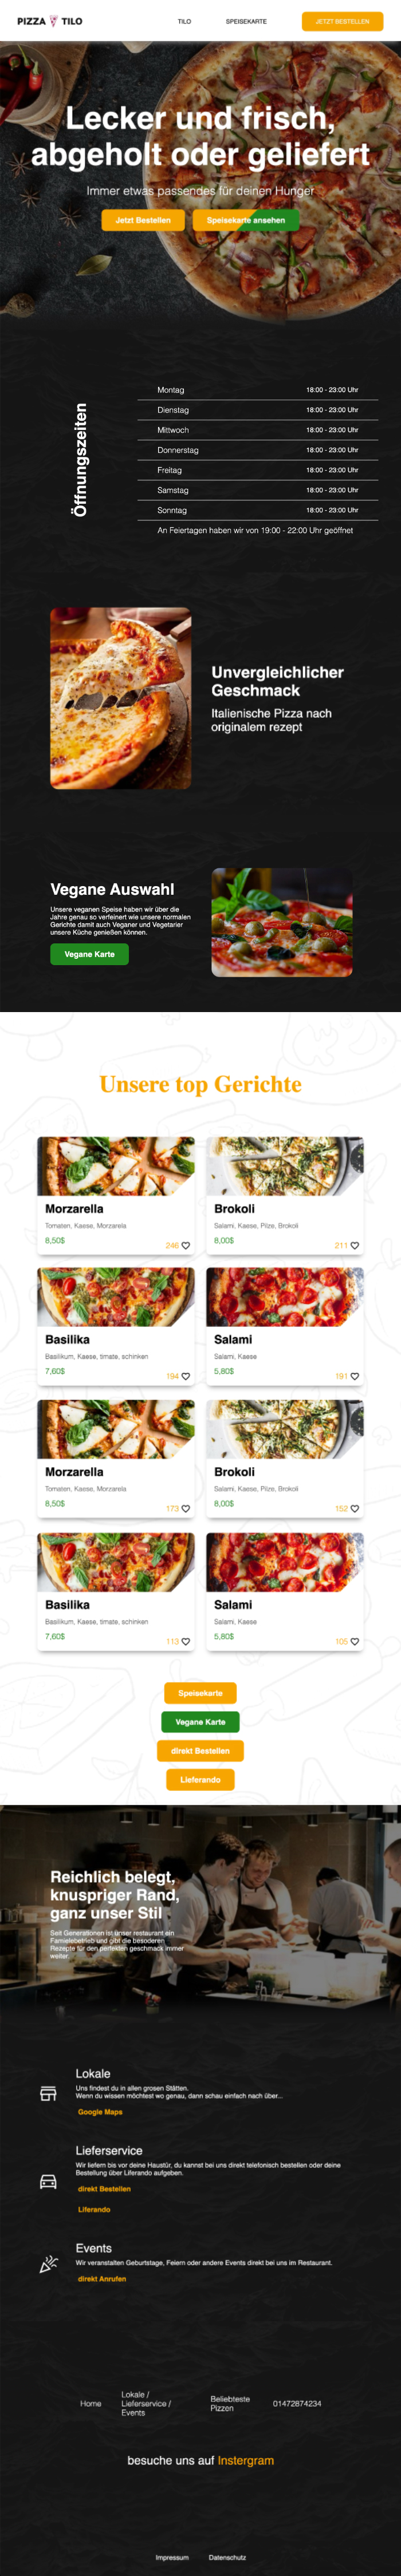 PIZZA TILO
TILO
SPEISEKARTE
JETZT BESTELLEN
Lecker und frisch,
abgeholt oder geliefert
Immer etwas passendes für deinen Hunger
Jetzt Bestellen
Speisekarte ansehen
Öffnungszeiten
Montag 18:00 - 23:00 Uhr
Dienstag 18:00 - 23:00 Uhr
Mittwoch 18:00 - 23:00 Uhr
Donnerstag 18:00 - 23:00 Uhr
Freitag 18:00 - 23:00 Uhr
Samstag 18:00 - 23:00 Uhr
Sonntag 18:00 - 23:00 Uhr
An Feiertagen haben wir von 19:00 - 22:00 Uhr geöffnet
Unvergleichlicher
Geschmack
Italienische Pizza nach
originalem rezept
Vegane Auswahl
Unsere veganen Speise haben wir über die
Jahre genau so verfeinert wie unsere normalen
Gerichte damit auch Veganer und Vegetarier
unsere Küche genießen können.
Vegane Karte
Unsere top Gerichte
Morzarella
Tomaten, Kaese, Morzarela
8,50$
246
Brokoli
Salami, Kaese, Pilze, Brokoli
8,00$
211
Basilika
Basilikum, Kaese, timate, schinken
7,60$
194
Salami
Salami, Kaese
5,80$
191
Morzarella
Tomaten, Kaese, Morzarela
8,50$
173
Brokoli
Salami, Kaese, Pilze, Brokoli
8,00$
152
Basilika
Basilikum, Kaese, timate, schinken
7,60$
113
Salami
Salami, Kaese
5,80$
105
Speisekarte
Vegane Karte
direkt Bestellen
Lieferando
Reichlich belegt,
knuspriger Rand,
ganz unser Stil
Seit Generationen ist unser restaurant ein
Famielebetrieb und gibt die besoderen
Rezepte für den perfekten geschmack immer
weiter.
Lokale
Uns findest du in allen grosen Stätten.
Wenn du wissen möchtest wo genau, dann schau einfach nach über...
Google Maps
Lieferservice
Wir liefern bis vor deine Haustür, du kannst bei uns direkt telefonisch bestellen oder deine
Bestellung über Liferando aufgeben.
direkt Bestellen
Liferando
Events
Wir veranstalten Geburtstage, Feiern oder andere Events direkt bei uns im Restaurant.
direkt Anrufen
Home
Lokale /
Lieferservice /
Events
Beliebteste
Pizzen
01472874234
besuche uns auf Instergram
Impressum
Datenschutz